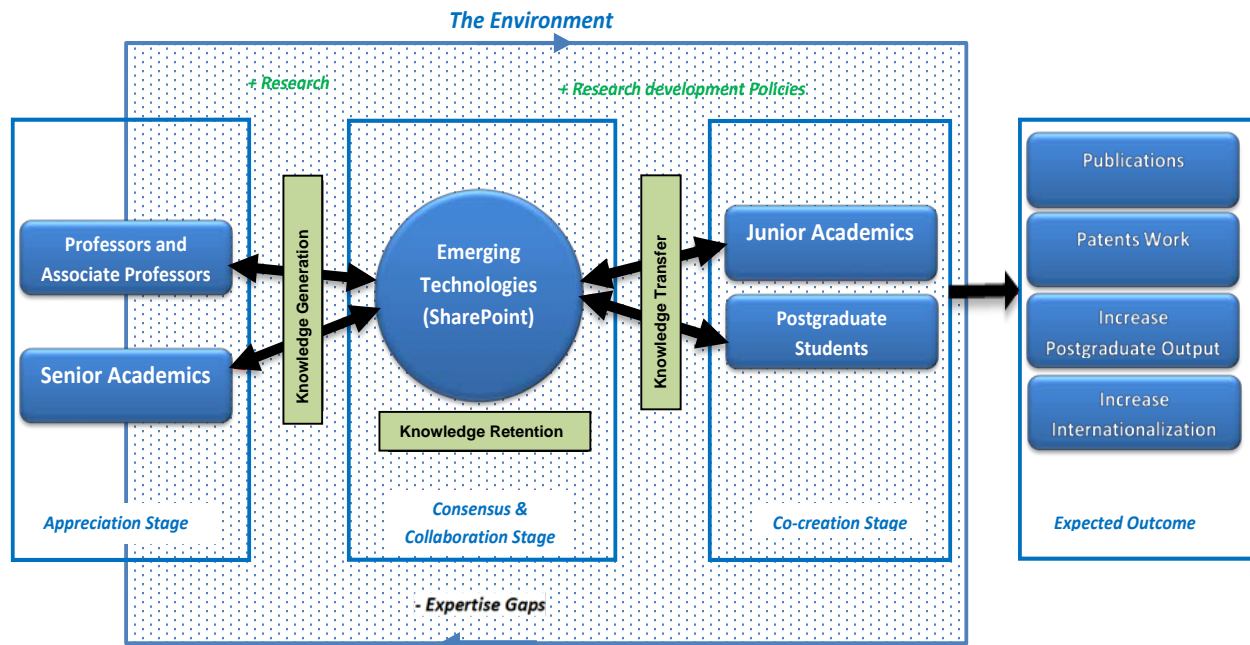 The Environment
+ Research
+ Research development Policies
Professors and
Associate Professors
Senior Academics
Appreciation Stage
Knowledge Generation
Emerging
Technologies
(SharePoint)
Knowledge Retention
Consensus &
Collaboration Stage
Knowledge Transfer
Junior Academics
Postgraduate
Students
Co-creation Stage
Publications
Patents Work
Increase
Postgraduate Output
Increase
Internationalization
Expected Outcome
- Expertise Gaps